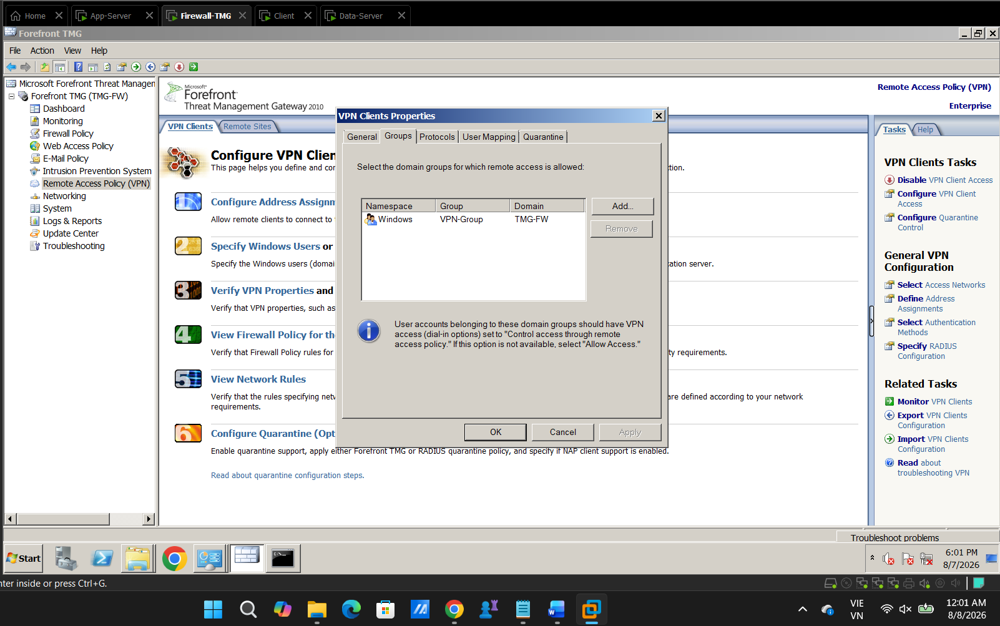 Home
App-Server
Firewall-TMG
Client
Data-Server
Forefront TMG
File Action View Help
Microsoft Forefront Threat Managen
Forefront TMG (TMG-FW)
Dashboard
Monitoring
Firewall Policy
Web Access Policy
E-Mail Policy
Intrusion Prevention System
Remote Access Policy (VPN)
Networking
System
Logs & Reports
Update Center
Troubleshooting
Microsoft
Forefront
Threat Management Gateway 2010
Remote Access Policy (VPN)
Enterprise
VPN Clients
Remote Sites
Configure VPN Clien
This page helps you define and con
tion.
1
Configure Address Assignm
Allow remote clients to connect to
2
Specify Windows Users or
Specify the Windows users (domai
ation server.
3
Verify VPN Properties and
Verify that VPN properties, such as
4
View Firewall Policy for th
Verify that Firewall Policy rules for
ty requirements.
5
View Network Rules
Verify that the rules specifying netw
are defined according to your network
requirements.
6
Configure Quarantine (Opt
Enable quarantine support, apply either Forefront TMG or RADIUS quarantine policy, and specify if NAP client support is enabled.
Read about quarantine configuration steps.
VPN Clients Properties
General
Groups
Protocols
User Mapping
Quarantine
Select the domain groups for which remote access is allowed:
Namespace Group Domain
Windows VPN-Group TMG-FW
Add...
Remove
User accounts belonging to these domain groups should have VPN
access (dial-in options) set to "Control access through remote
access policy." If this option is not available, select "Allow Access."
OK
Cancel
Apply
Tasks
Help
VPN Clients Tasks
Disable VPN Client Access
Configure VPN Client
Access
Configure Quarantine
Control
General VPN
Configuration
Select Access Networks
Define Address
Assignments
Select Authentication
Methods
Specify RADIUS
Configuration
Related Tasks
Monitor VPN Clients
Export VPN Clients
Configuration
Import VPN Clients
Configuration
Read about
troubleshooting VPN
Troubleshoot problems
Start
6:01 PM
8/7/2026
nter inside or press Ctrl+G.
VIE
VN
12:01 AM
8/8/2026